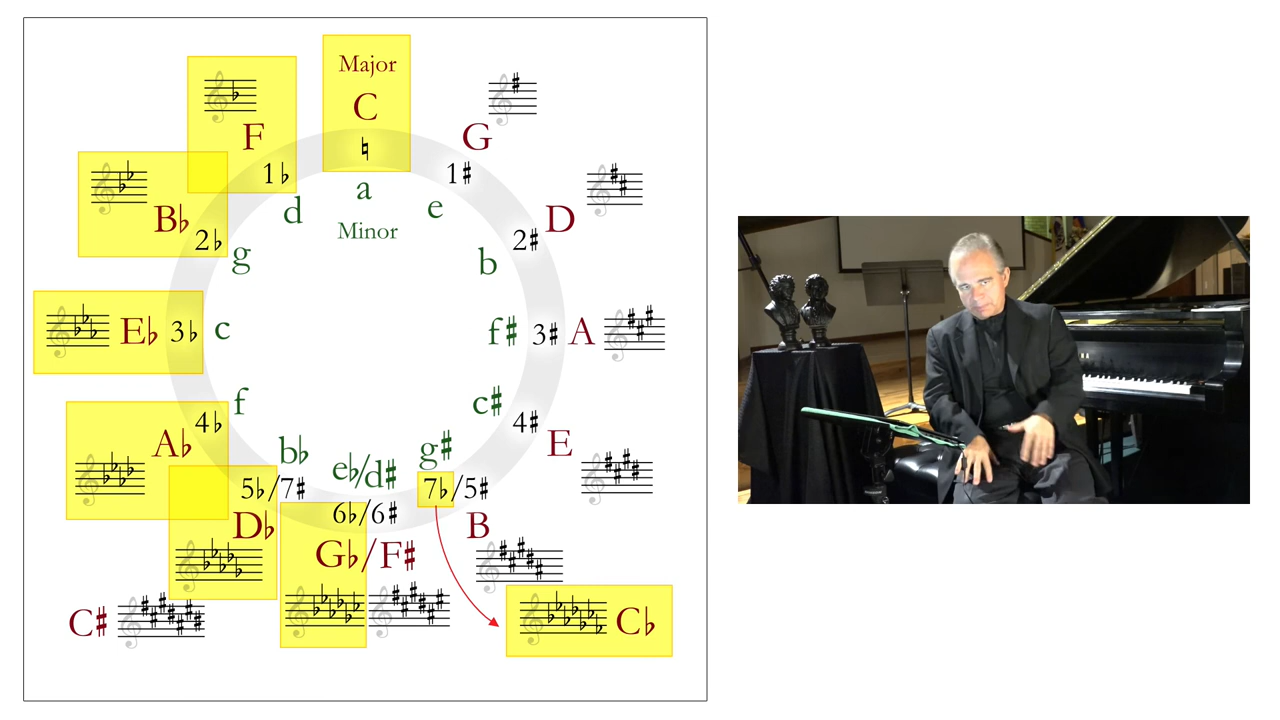 Major
C
♮
a
Minor
F
1♭
d
G
1♯
e
B♭
2♭
g
D
2♯
b
E♭
3♭
c
A
3♯
f♯
A♭
4♭
f
E
4♯
c♯
b♭
5♭/7♯
D♭
C♯
e♭/d♯
6♭/6♯
G♭/F♯
g♯
7♭/5♯
B
C♭